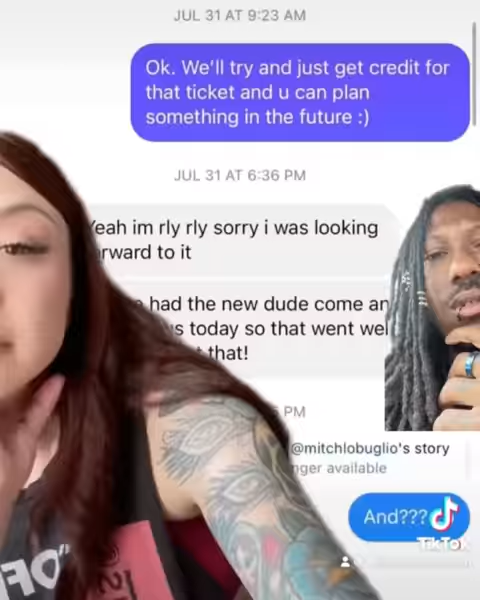 JUL 31 AT 9:23 AM
Ok. We'll try and just get credit for
that ticket and u can plan
something in the future :)
JUL 31 AT 6:36 PM
Yeah im rly rly sorry i was looking
rward to it
had the new dude come an
us today so that went wel
t that!
PM
@mitchlobuglio's story
nger available
And???
TikTok